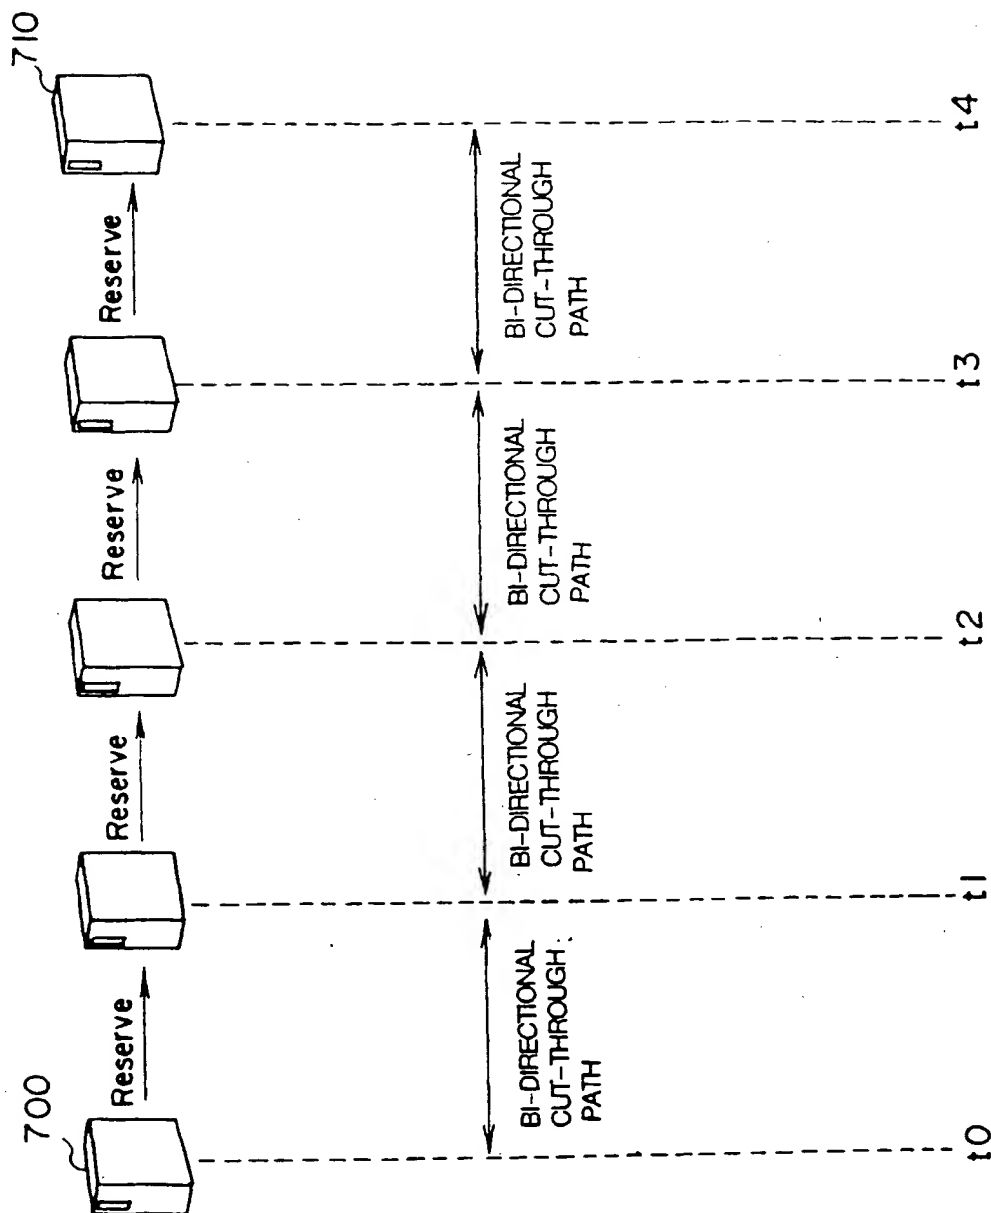 700
710
Reserve
Reserve
Reserve
Reserve
BI-DIRECTIONAL
CUT-THROUGH
PATH
BI-DIRECTIONAL
CUT-THROUGH
PATH
BI-DIRECTIONAL
CUT-THROUGH
PATH
BI-DIRECTIONAL
CUT-THROUGH
PATH
t0
t1
t2
t3
t4